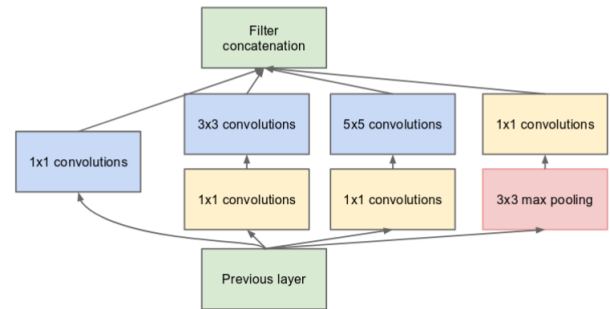 Filter
concatenation
3x3 convolutions
5x5 convolutions
1x1 convolutions
1x1 convolutions
1x1 convolutions
1x1 convolutions
3x3 max pooling
Previous layer